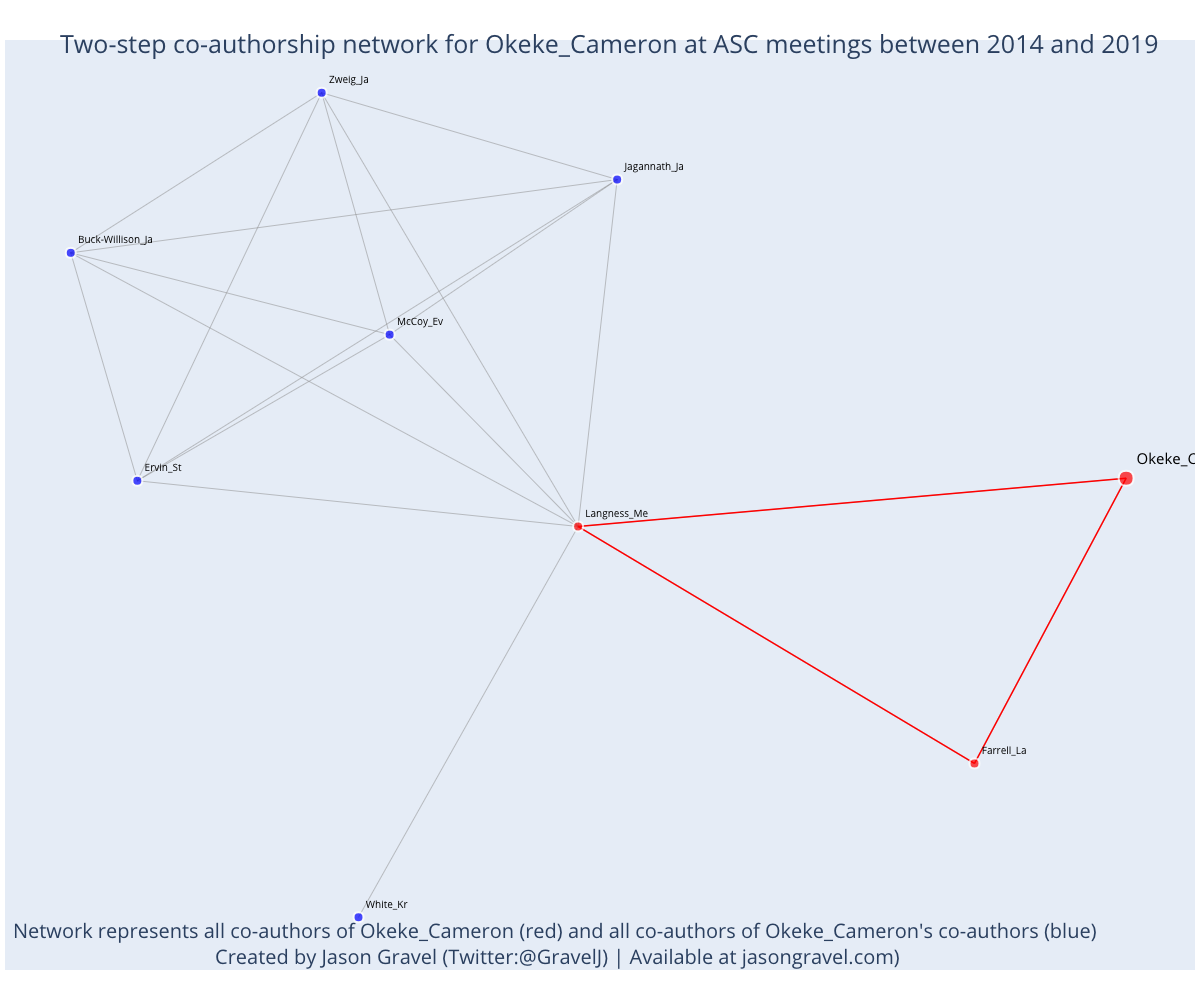 Two-step co-authorship network for Okeke_Cameron at ASC meetings between 2014 and 2019
Zweig_Ja
Jagannath_Ja
Buck-Willison_Ja
McCoy_Ev
Okeke_C
Ervin_St
Langness_Me
Farrell_La
White_Kr
Network represents all co-authors of Okeke_Cameron (red) and all co-authors of Okeke_Cameron's co-authors (blue)
Created by Jason Gravel (Twitter:@GravelJ) | Available at jasongravel.com)